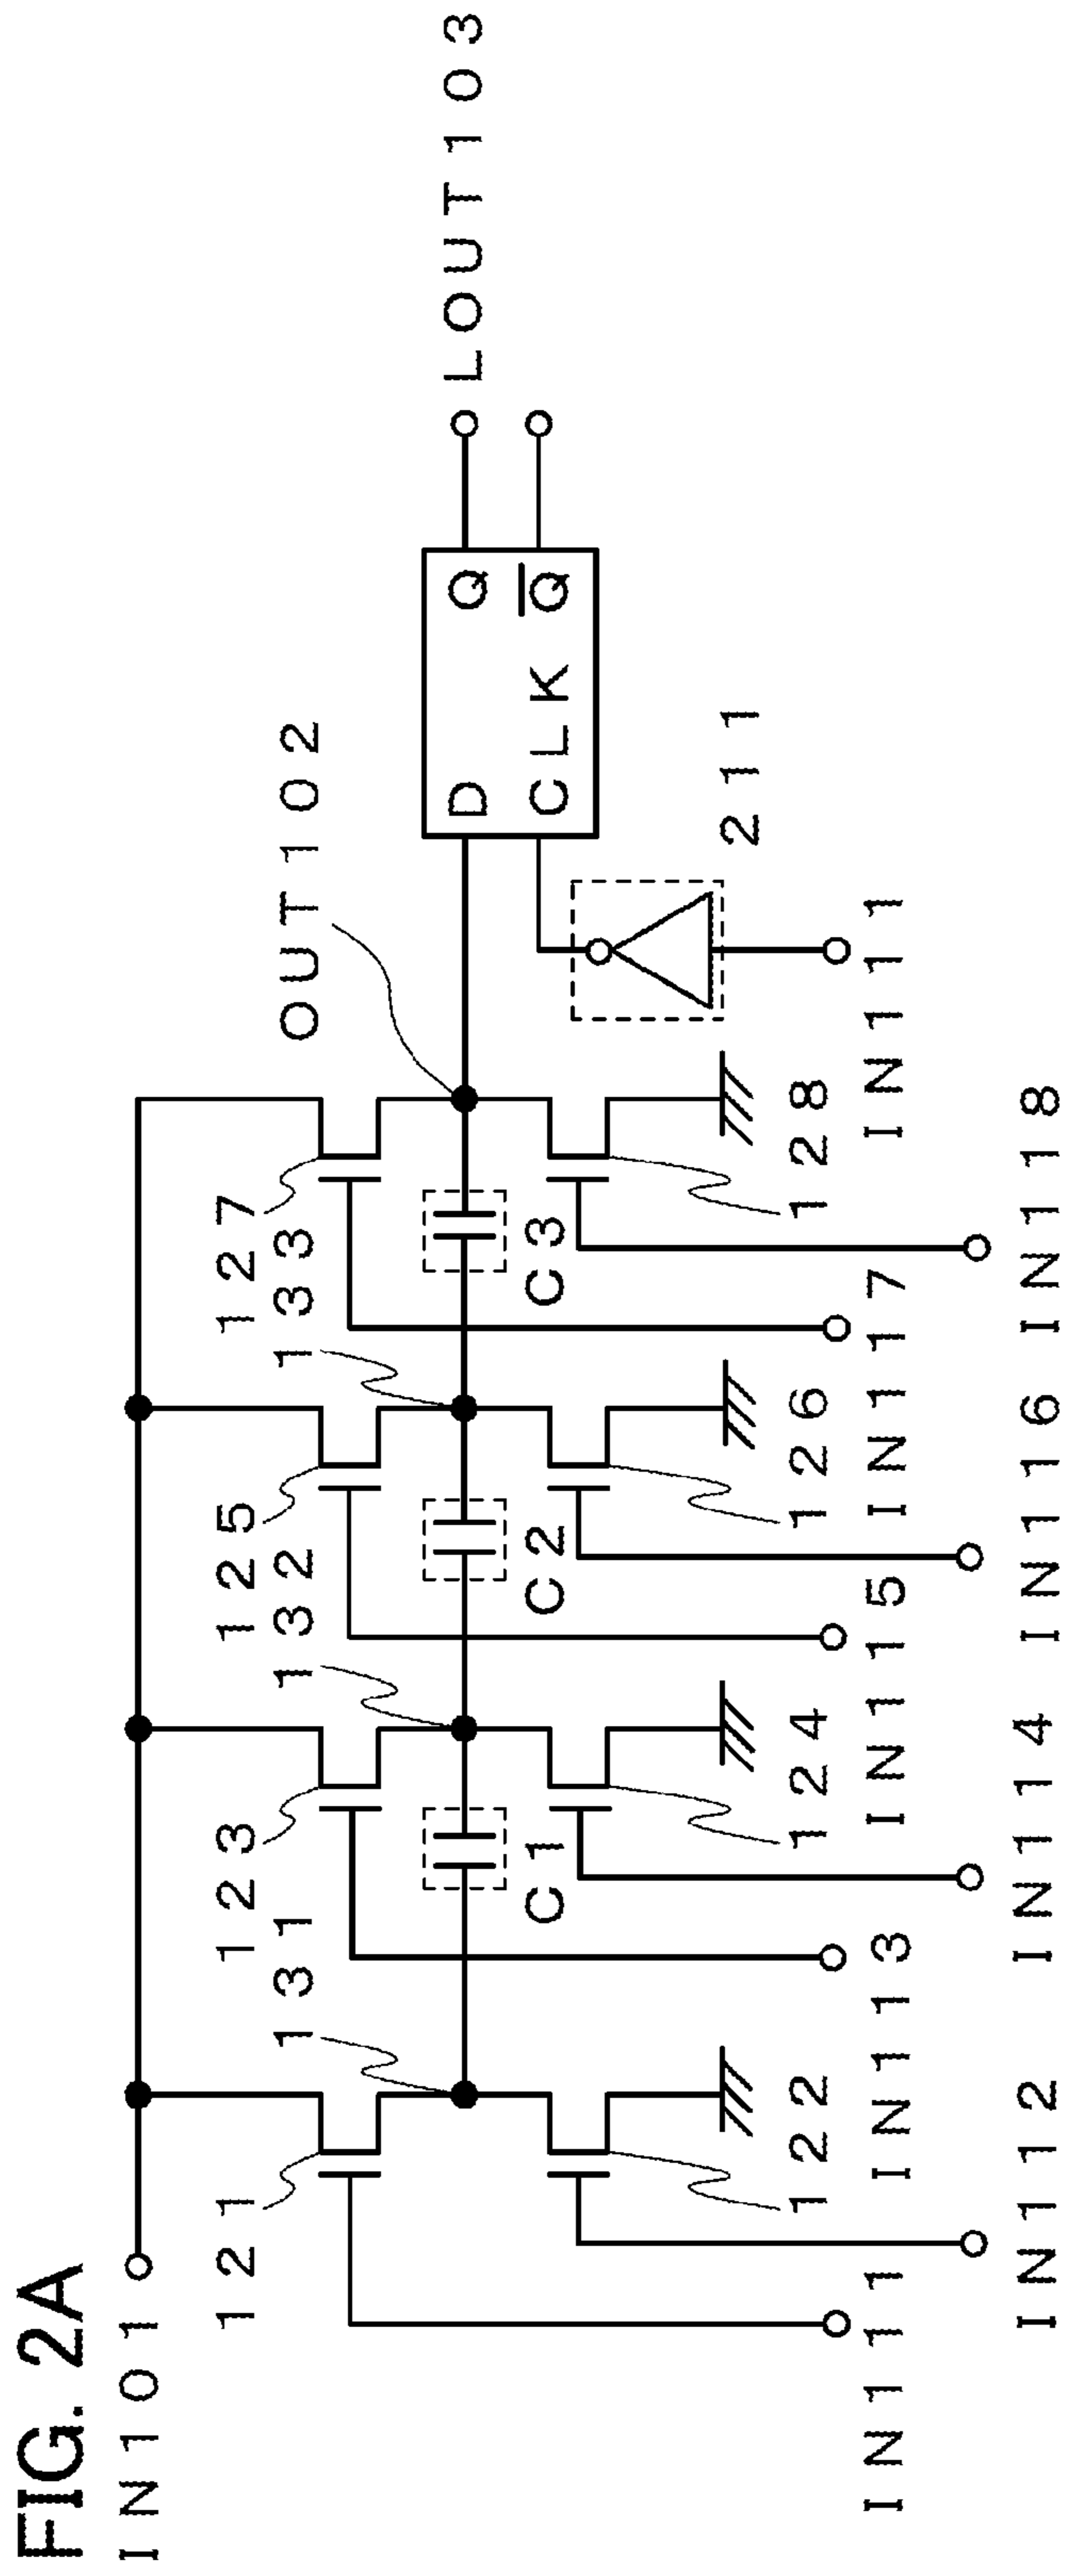 FIG. 2A
IN101
OUT102
LOUT103
121
123
125
127
131
132
133
C1
C2
C3
D
Q
CLK
Q̅
122
124
126
128
211
IN111
IN113
IN115
IN117
IN111
IN112
IN114
IN116
IN118